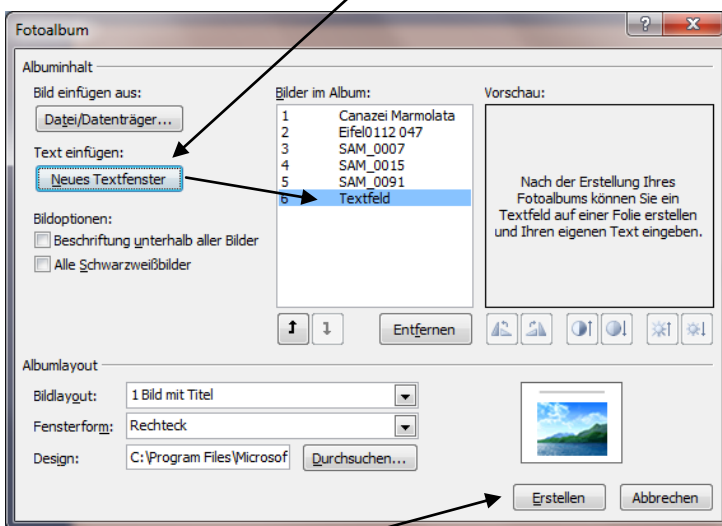 Fotoalbum
Albuminhalt
Bild einfügen aus:
Datei/Datenträger...
Text einfügen:
Neues Textfenster
Bildoptionen:
Beschriftung unterhalb aller Bilder
Alle Schwarzweißbilder
Bilder im Album:
1 Canazei Marmolata
2 Eifel0112 047
3 SAM_0007
4 SAM_0015
5 SAM_0091
6 Textfeld
Entfernen
Vorschau:
Nach der Erstellung Ihres
Fotoalbums können Sie ein
Textfeld auf einer Folie erstellen
und Ihren eigenen Text eingeben.
Albumlayout
Bildlayout: 1 Bild mit Titel
Fensterform: Rechteck
Design: C:\Program Files\Microsof Durchsuchen...
Erstellen Abbrechen